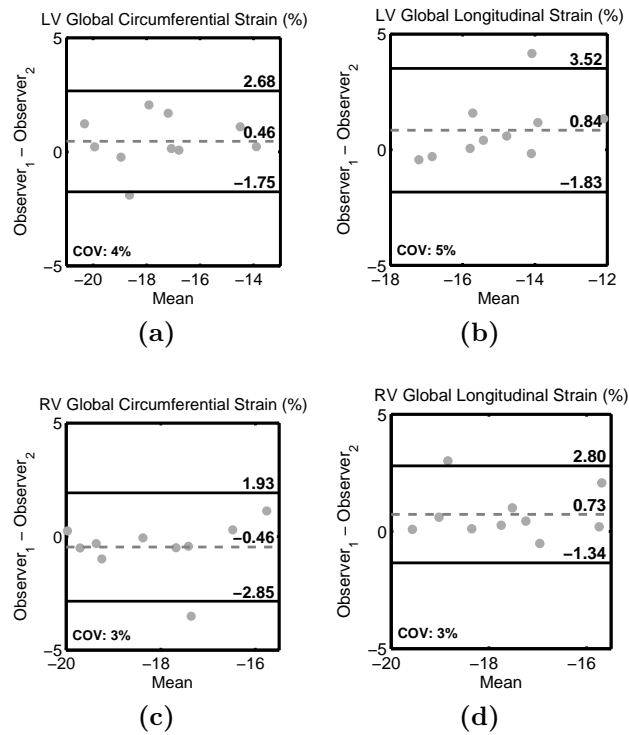 LV Global Circumferential Strain (%)
5
2.68
0.46
0
−1.75
COV: 4%
−5
−20 −18 −16 −14
Mean
Observer1 − Observer2
(a)
LV Global Longitudinal Strain (%)
5
3.52
0.84
0
−1.83
COV: 5%
−5
−18 −16 −14 −12
Mean
Observer1 − Observer2
(b)
RV Global Circumferential Strain (%)
5
1.93
0
−0.46
−2.85
COV: 3%
−5
−20 −18 −16
Mean
Observer1 − Observer2
(c)
RV Global Longitudinal Strain (%)
5
2.80
0.73
0
−1.34
COV: 3%
−5
−20 −18 −16
Mean
Observer1 − Observer2
(d)